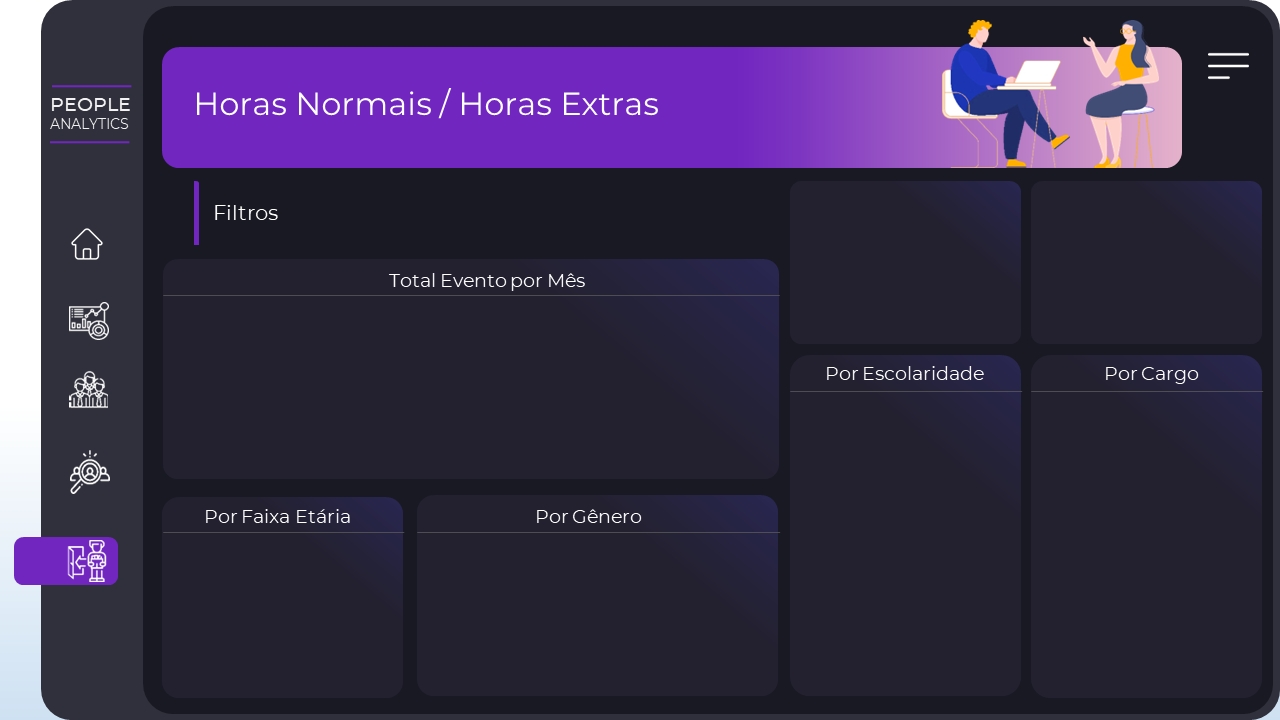 PEOPLE
ANALYTICS
Horas Normais / Horas Extras
Filtros
Total Evento por Mês
Por Escolaridade
Por Cargo
Por Faixa Etária
Por Gênero